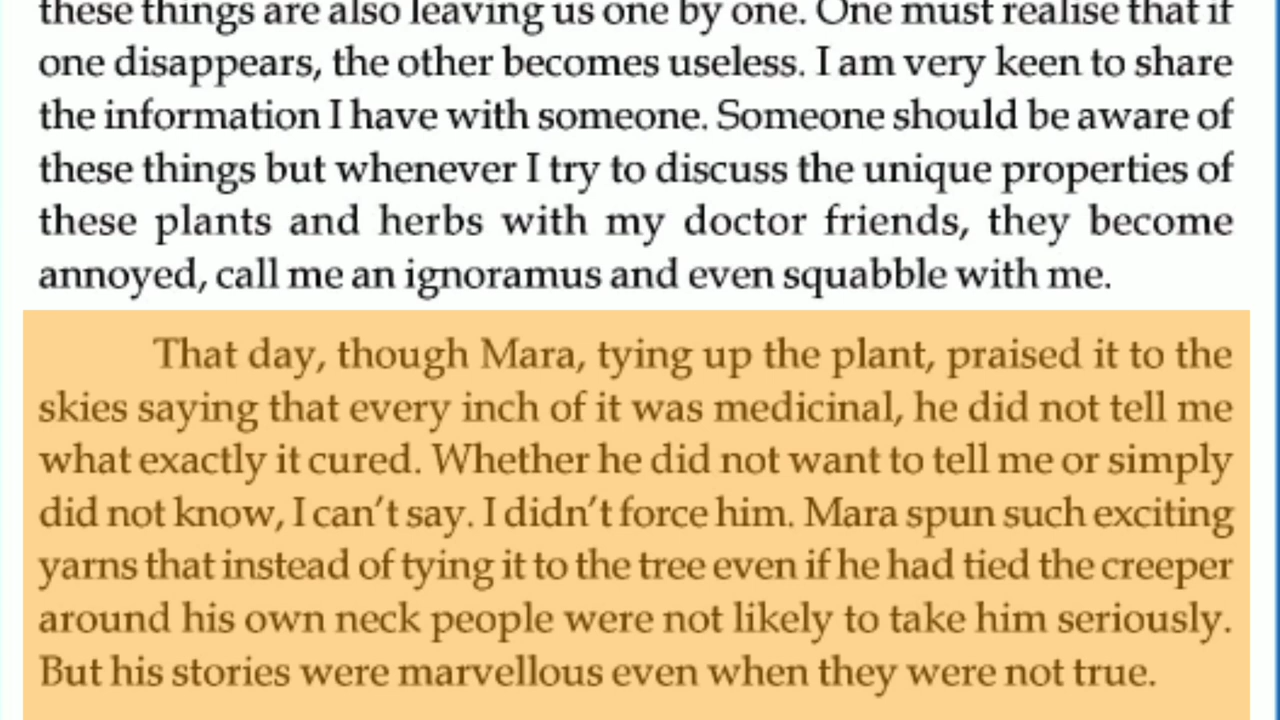 these things are also leaving us one by one. One must realise that if
one disappears, the other becomes useless. I am very keen to share
the information I have with someone. Someone should be aware of
these things but whenever I try to discuss the unique properties of
these plants and herbs with my doctor friends, they become
annoyed, call me an ignoramus and even squabble with me.
That day, though Mara, tying up the plant, praised it to the
skies saying that every inch of it was medicinal, he did not tell me
what exactly it cured. Whether he did not want to tell me or simply
did not know, I can't say. I didn't force him. Mara spun such exciting
yarns that instead of tying it to the tree even if he had tied the creeper
around his own neck people were not likely to take him seriously.
But his stories were marvellous even when they were not true.